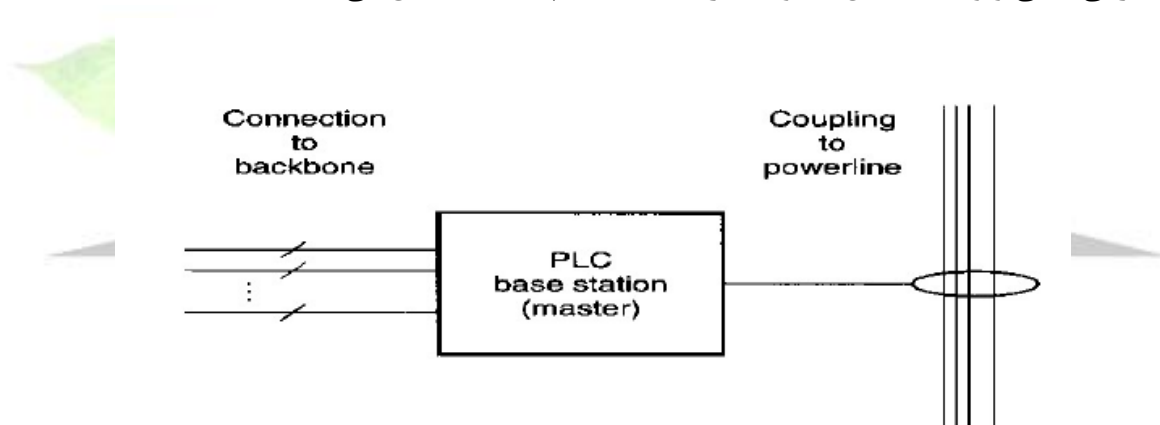 Connection
to
backbone
Coupling
to
powerline
PLC
base station
(master)